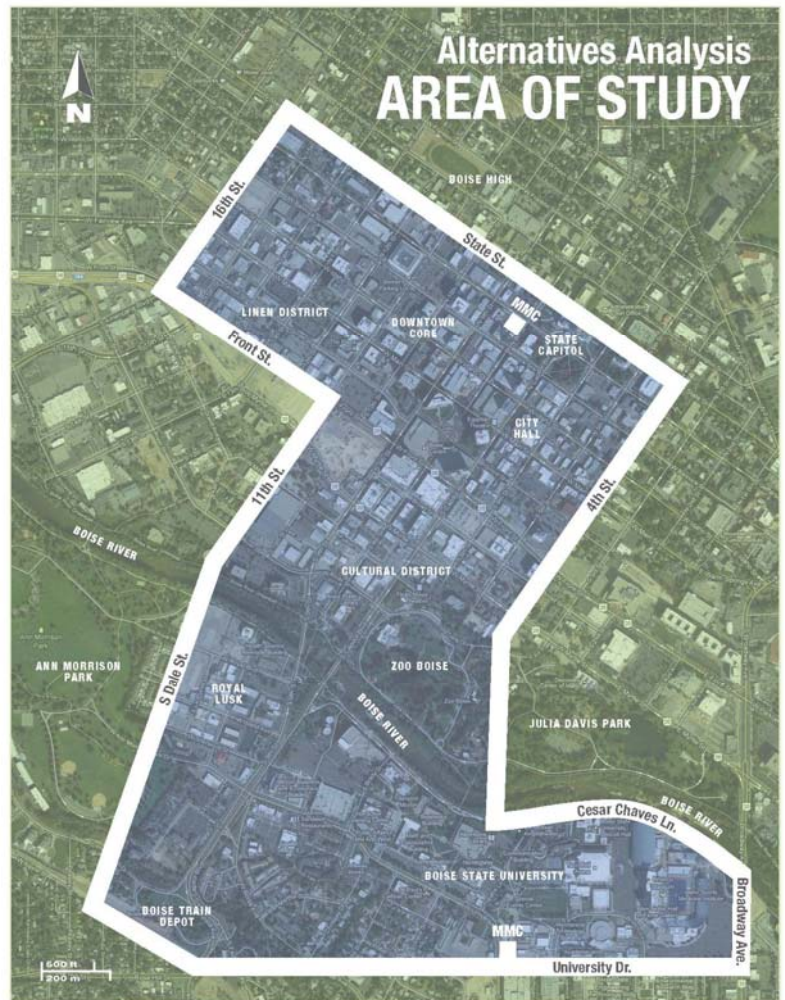 Alternatives Analysis
AREA OF STUDY
N
BOISE HIGH
16th St.
State St.
MMC
LINEN DISTRICT
DOWNTOWN
CORE
STATE
CAPITOL
Front St.
CITY
HALL
11th St.
4th St.
BOISE RIVER
CULTURAL DISTRICT
Ann Morrison
Park
ANN MORRISON
PARK
S Dale St.
ZOO BOISE
ROYAL
LUSK
BOISE RIVER
JULIA DAVIS PARK
BOISE RIVER
Cesar Chaves Ln.
BOISE STATE UNIVERSITY
Broadway Ave.
BOISE TRAIN
DEPOT
MMC
University Dr.
500 ft
200 m